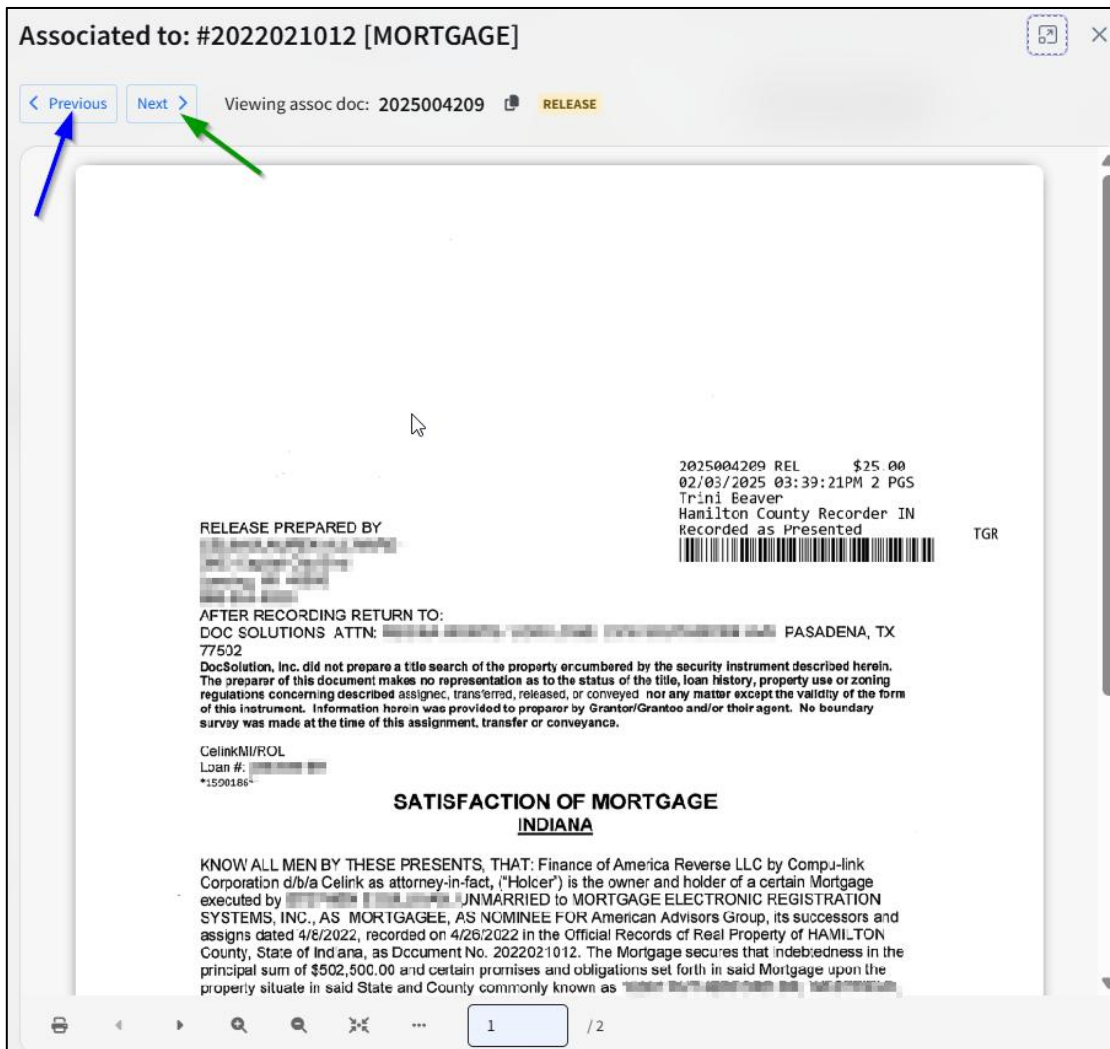 Associated to: #2022021012 [MORTGAGE]
Previous Next Viewing assoc doc: 2025004209 RELEASE
2025004209 REL $25.00
02/03/2025 03:39:21PM 2 PGS
Trini Beaver
Hamilton County Recorder IN
Recorded as Presented
TGR
RELEASE PREPARED BY
AFTER RECORDING RETURN TO:
DOC SOLUTIONS ATTN: PASADENA, TX
77502
DocSolution, Inc. did not prepare a title search of the property encumbered by the security instrument described herein.
The preparer of this document makes no representation as to the status of the title, loan history, property use or zoning
regulations concerning described assigned, transferred, released, or conveyed nor any matter except the validity of the form
of this instrument. Information herein was provided to preparer by Grantor/Grantee and/or their agent. No boundary
survey was made at the time of this assignment, transfer or conveyance.
CelinkMI/ROL
Loan #:
*1590186*
SATISFACTION OF MORTGAGE
INDIANA
KNOW ALL MEN BY THESE PRESENTS, THAT: Finance of America Reverse LLC by Compu-link
Corporation d/b/a Celink as attorney-in-fact, ("Holder") is the owner and holder of a certain Mortgage
executed by UNMARRIED to MORTGAGE ELECTRONIC REGISTRATION
SYSTEMS, INC., AS MORTGAGEE, AS NOMINEE FOR American Advisors Group, its successors and
assigns dated 4/8/2022, recorded on 4/26/2022 in the Official Records of Real Property of HAMILTON
County, State of Indiana, as Document No. 2022021012. The Mortgage secures that indebtedness in the
principal sum of $502,500.00 and certain promises and obligations set forth in said Mortgage upon the
property situate in said State and County commonly known as
1 / 2